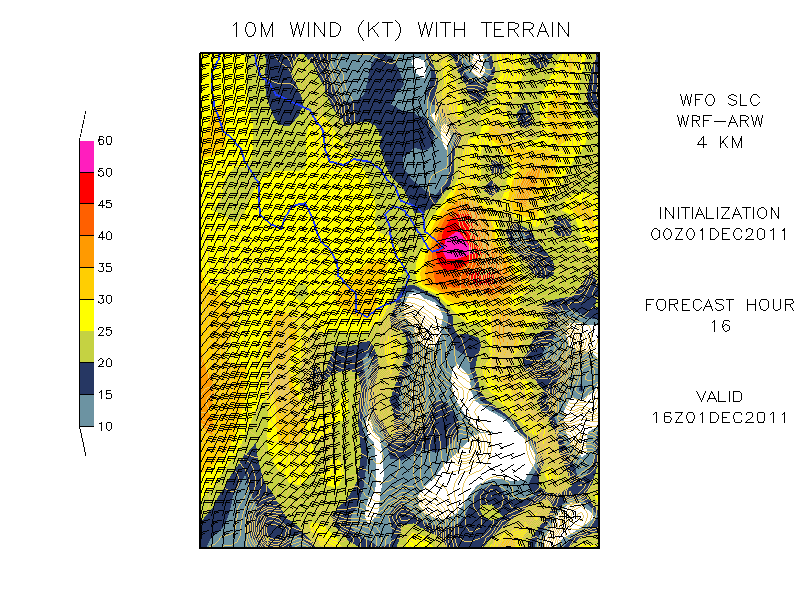 10M WIND (KT) WITH TERRAIN
WFO SLC
WRF-ARW
4 KM
INITIALIZATION
00Z01DEC2011
FORECAST HOUR
16
VALID
16Z01DEC2011
60
50
45
40
35
30
25
20
15
10